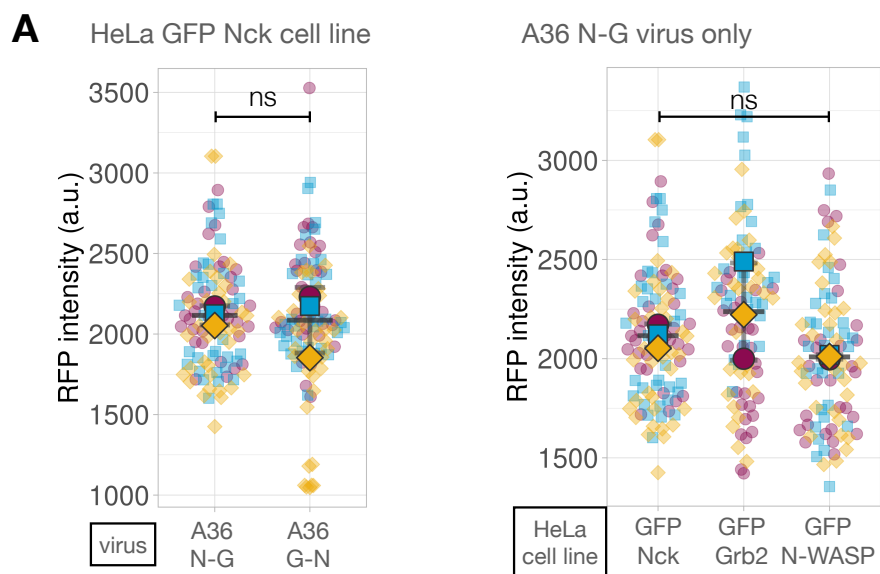 A
HeLa GFP Nck cell line
RFP intensity (a.u.)
3500
3000
2500
2000
1500
1000
ns
virus
A36
N-G
A36
G-N
A36 N-G virus only
RFP intensity (a.u.)
3000
2500
2000
1500
ns
HeLa
cell line
GFP
Nck
GFP
Grb2
GFP
N-WASP